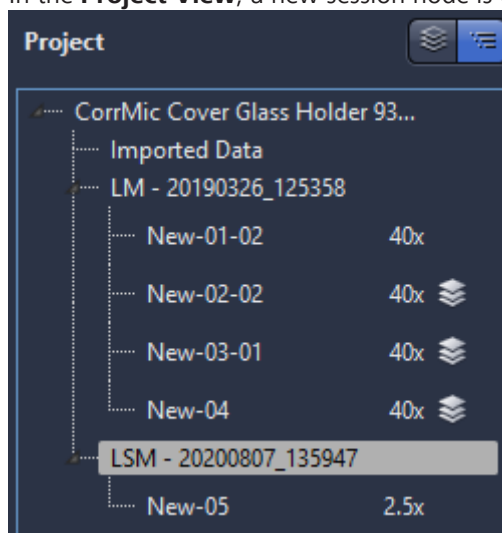 In the Project View, a new session node is
Project
CorrMic Cover Glass Holder 93...
Imported Data
LM - 20190326_125358
New-01-02 40x
New-02-02 40x
New-03-01 40x
New-04 40x
LSM - 20200807_135947
New-05 2.5x